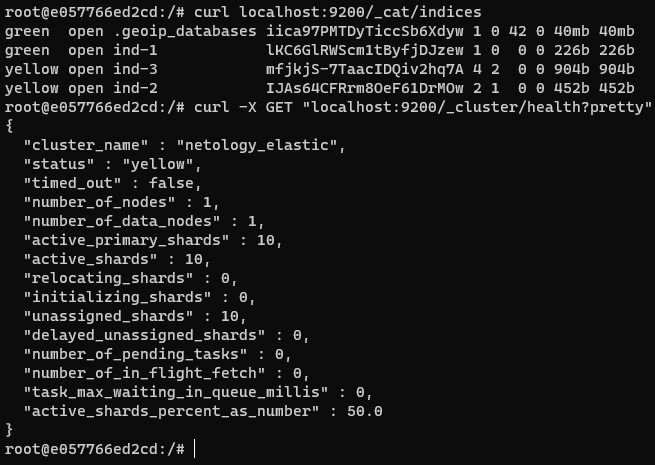 root@e057766ed2cd:/# curl localhost:9200/_cat/indices
green  open .geoip_databases iica97PMTDyTiccSb6Xdyw 1 0 42 0 40mb 40mb
green  open ind-1            lKC6GlRWScm1tByfjDJzew 1 0  0 0 226b 226b
yellow open ind-3            mfjkjS-7TaacIDQiv2hq7A 4 2  0 0 904b 904b
yellow open ind-2            IJAs64CFRrm8OeF61DrMOw 2 1  0 0 452b 452b
root@e057766ed2cd:/# curl -X GET "localhost:9200/_cluster/health?pretty"
{
  "cluster_name" : "netology_elastic",
  "status" : "yellow",
  "timed_out" : false,
  "number_of_nodes" : 1,
  "number_of_data_nodes" : 1,
  "active_primary_shards" : 10,
  "active_shards" : 10,
  "relocating_shards" : 0,
  "initializing_shards" : 0,
  "unassigned_shards" : 10,
  "delayed_unassigned_shards" : 0,
  "number_of_pending_tasks" : 0,
  "number_of_in_flight_fetch" : 0,
  "task_max_waiting_in_queue_millis" : 0,
  "active_shards_percent_as_number" : 50.0
}
root@e057766ed2cd:/#